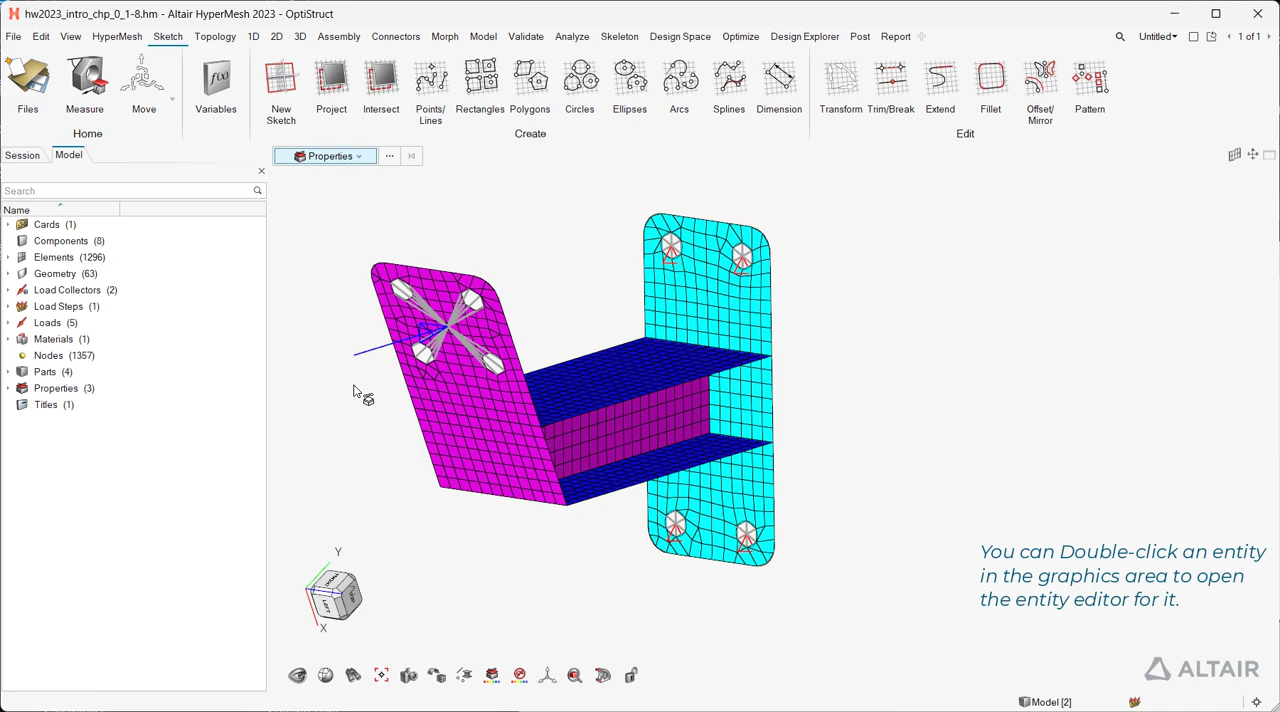 hw2023_intro_chp_0_1-8.hm - Altair HyperMesh 2023 - OptiStruct
File Edit View HyperMesh Sketch Topology 1D 2D 3D Assembly Connectors Morph Model Validate Analyze Skeleton Design Space Optimize Design Explorer Post Report Untitled 1 of 1
Files Measure Move Variables New Sketch Project Intersect Points/Lines Rectangles Polygons Circles Ellipses Arcs Splines Dimension Transform Trim/Break Extend Fillet Offset/Mirror Pattern
Home Create Edit
Session Model
Properties
Search
Name
Cards (1)
Components (8)
Elements (1296)
Geometry (63)
Load Collectors (2)
Load Steps (1)
Loads (5)
Materials (1)
Nodes (1357)
Parts (4)
Properties (3)
Titles (1)
Y
LEFT
X
You can Double-click an entity
in the graphics area to open
the entity editor for it.
ALTAIR
Model [2]